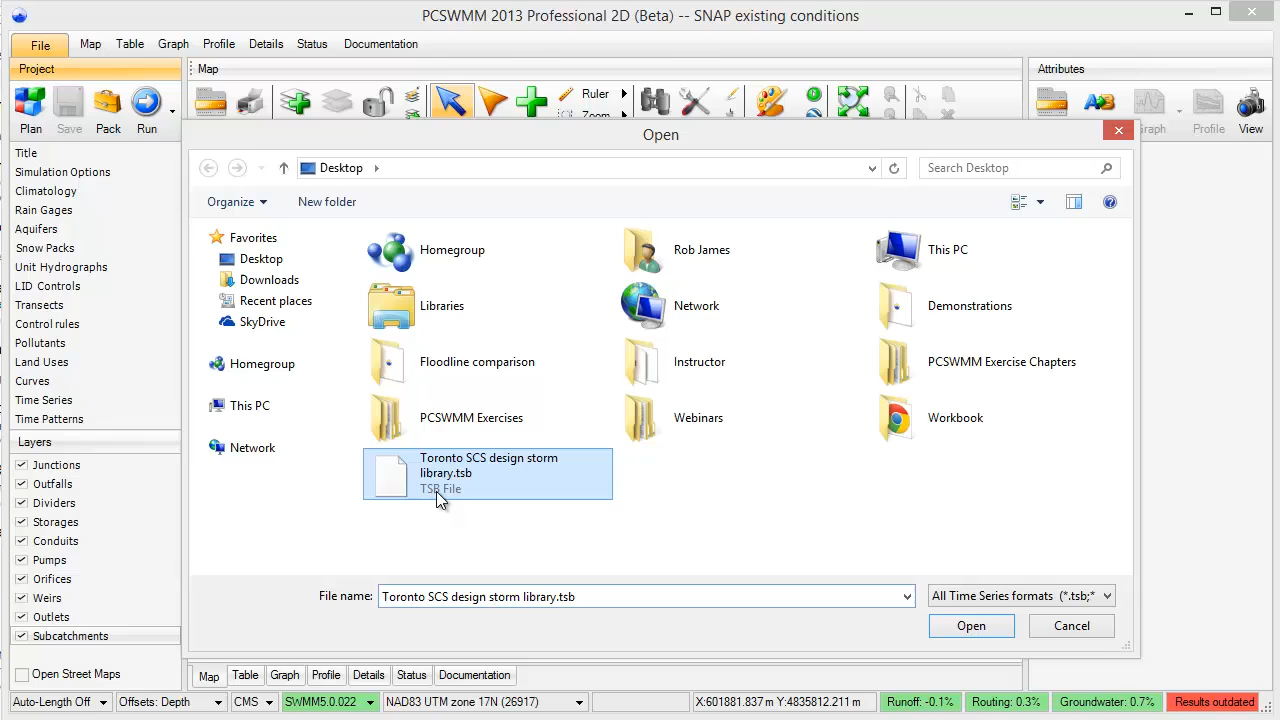 PCSWMM 2013 Professional 2D (Beta) -- SNAP existing conditions
File Map Table Graph Profile Details Status Documentation
Project
Map
Attributes
Plan Save Pack Run
Ruler
Zoom
Graph Profile View
Open
Desktop
Search Desktop
Organize New folder
Title
Simulation Options
Climatology
Rain Gages
Aquifers
Snow Packs
Unit Hydrographs
LID Controls
Transects
Control rules
Pollutants
Land Uses
Curves
Time Series
Time Patterns
Layers
Junctions
Outfalls
Dividers
Storages
Conduits
Pumps
Orifices
Weirs
Outlets
Subcatchments
Open Street Maps
Favorites
Desktop
Downloads
Recent places
SkyDrive
Homegroup
This PC
Network
Homegroup
Rob James
This PC
Libraries
Network
Demonstrations
Floodline comparison
Instructor
PCSWMM Exercise Chapters
PCSWMM Exercises
Webinars
Workbook
Toronto SCS design storm
library.tsb
TSB File
File name: Toronto SCS design storm library.tsb
All Time Series formats (*.tsb;*
Open Cancel
Map Table Graph Profile Details Status Documentation
Auto-Length Off Offsets: Depth CMS SWMM5.0.022 NAD83 UTM zone 17N (26917) X:601881.837 m Y:4835812.211 m Runoff: -0.1% Routing: 0.3% Groundwater: 0.7% Results outdated